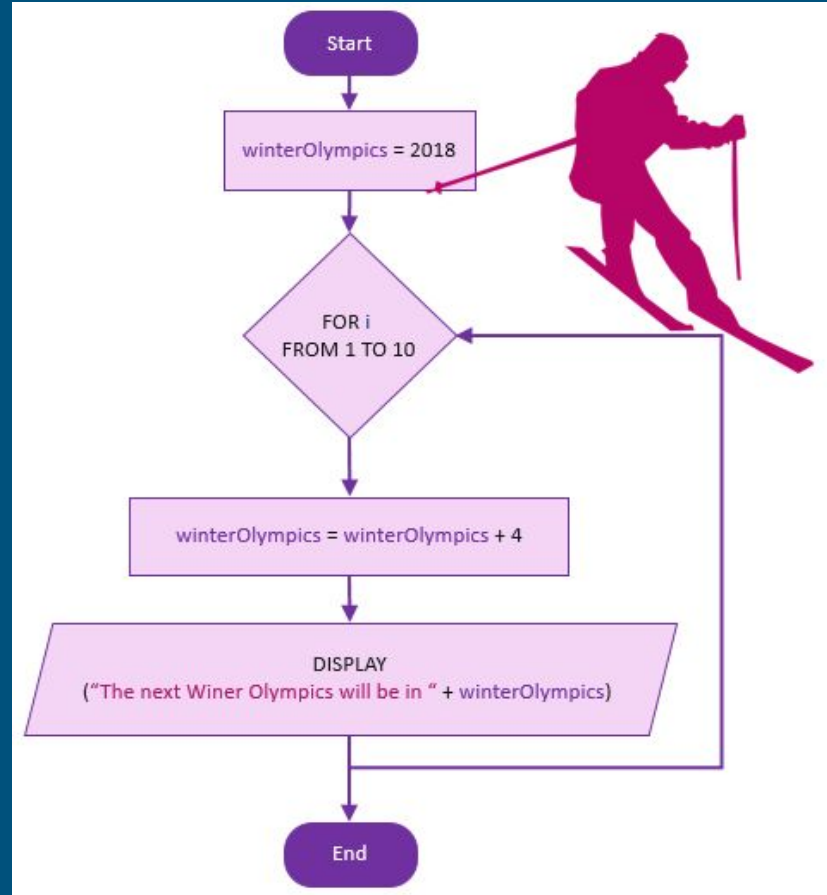 Start
winterOlympics = 2018
FOR i
FROM 1 TO 10
winterOlympics = winterOlympics + 4
DISPLAY
(“The next Winer Olympics will be in “ + winterOlympics)
End